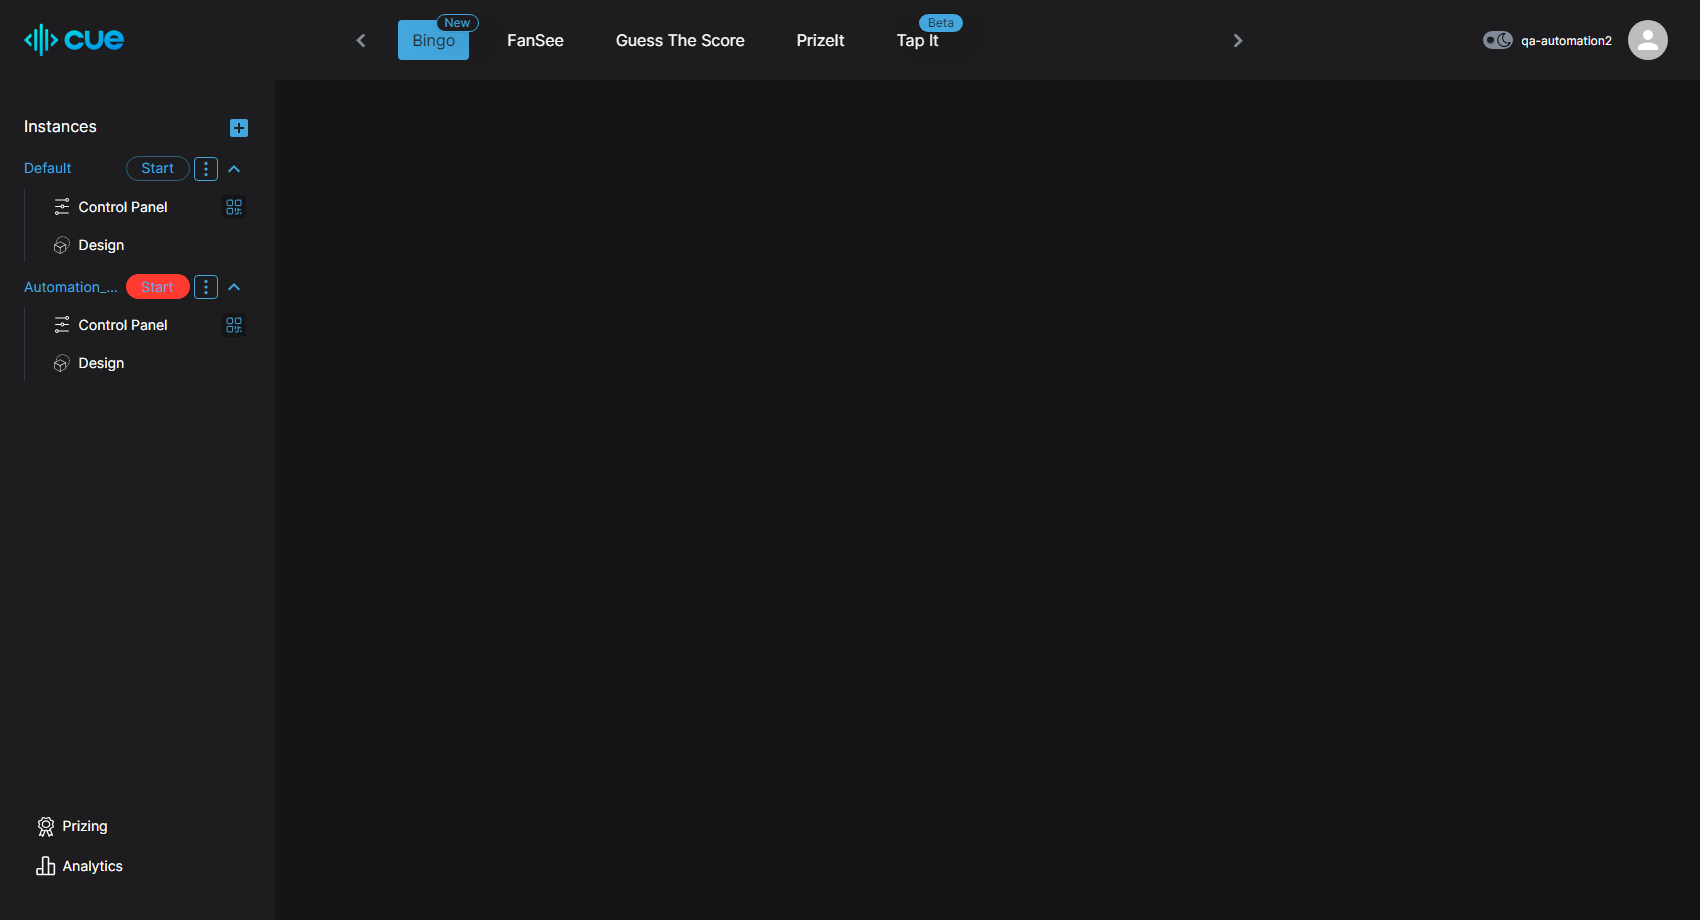 cue
Bingo
New
FanSee
Guess The Score
PrizeIt
Tap It
Beta
qa-automation2
Instances
Default
Start
Control Panel
Design
Automation_...
Start
Control Panel
Design
Prizing
Analytics